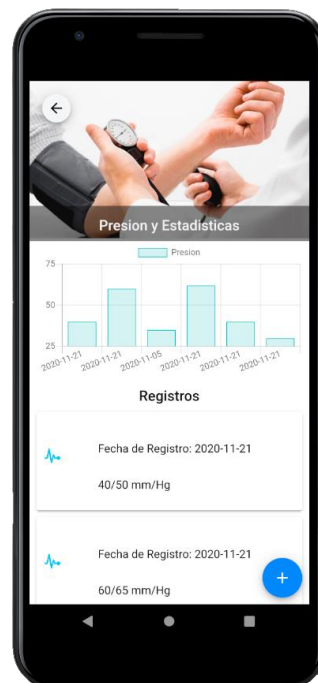 Presion y Estadisticas
Presion
75
50
25
2020-11-21
2020-11-21
2020-11-05
2020-11-21
2020-11-21
2020-11-21
Registros
Fecha de Registro: 2020-11-21
40/50 mm/Hg
Fecha de Registro: 2020-11-21
60/65 mm/Hg